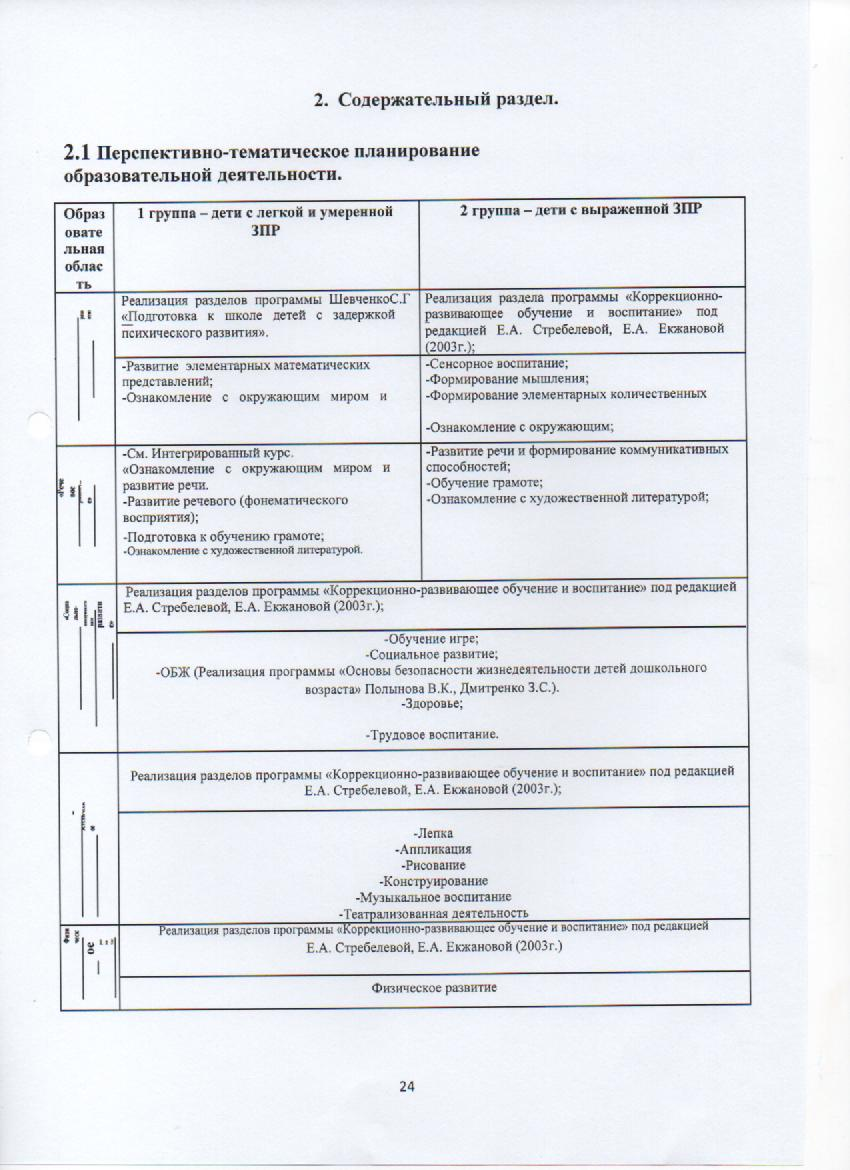 2. Содержательный раздел.
2.1 Перспективно-тематическое планирование
образовательной деятельности.
Образ
овате
льная
облас
ть
1 группа – дети с легкой и умеренной
ЗПР
2 группа – дети с выраженной ЗПР
Реализация разделов программы ШевченкоС.Г
«Подготовка к школе детей с задержкой
психического развития».
Реализация раздела программы «Коррекционно-
развивающее обучение и воспитание» под
редакцией Е.А. Стребелевой, Е.А. Екжановой
(2003г.);
-Развитие элементарных математических
представлений;
-Ознакомление с окружающим миром и
-Сенсорное воспитание;
-Формирование мышления;
-Формирование элементарных количественных
-Ознакомление с окружающим;
«Рече
вое
е»
-См. Интегрированный курс.
«Ознакомление с окружающим миром и
развитие речи.
-Развитие речевого (фонематического
восприятия);
-Подготовка к обучению грамоте;
-Ознакомление с художественной литературой.
-Развитие речи и формирование коммуникативных
способностей;
-Обучение грамоте;
-Ознакомление с художественной литературой;
«Социа
льно-
развити
е»
Реализация разделов программы «Коррекционно-развивающее обучение и воспитание» под редакцией
Е.А. Стребелевой, Е.А. Екжановой (2003г.);
-Обучение игре;
-Социальное развитие;
-ОБЖ (Реализация программы «Основы безопасности жизнедеятельности детей дошкольного
возраста» Полынова В.К., Дмитренко З.С.).
-Здоровье;
-Трудовое воспитание.
Реализация разделов программы «Коррекционно-развивающее обучение и воспитание» под редакцией
Е.А. Стребелевой, Е.А. Екжановой (2003г.);
-Лепка
-Аппликация
-Рисование
-Конструирование
-Музыкальное воспитание
-Театрализованная деятельность
Физи
ческ
ое
Реализация разделов программы «Коррекционно-развивающее обучение и воспитание» под редакцией
Е.А. Стребелевой, Е.А. Екжановой (2003г.)
Физическое развитие
24